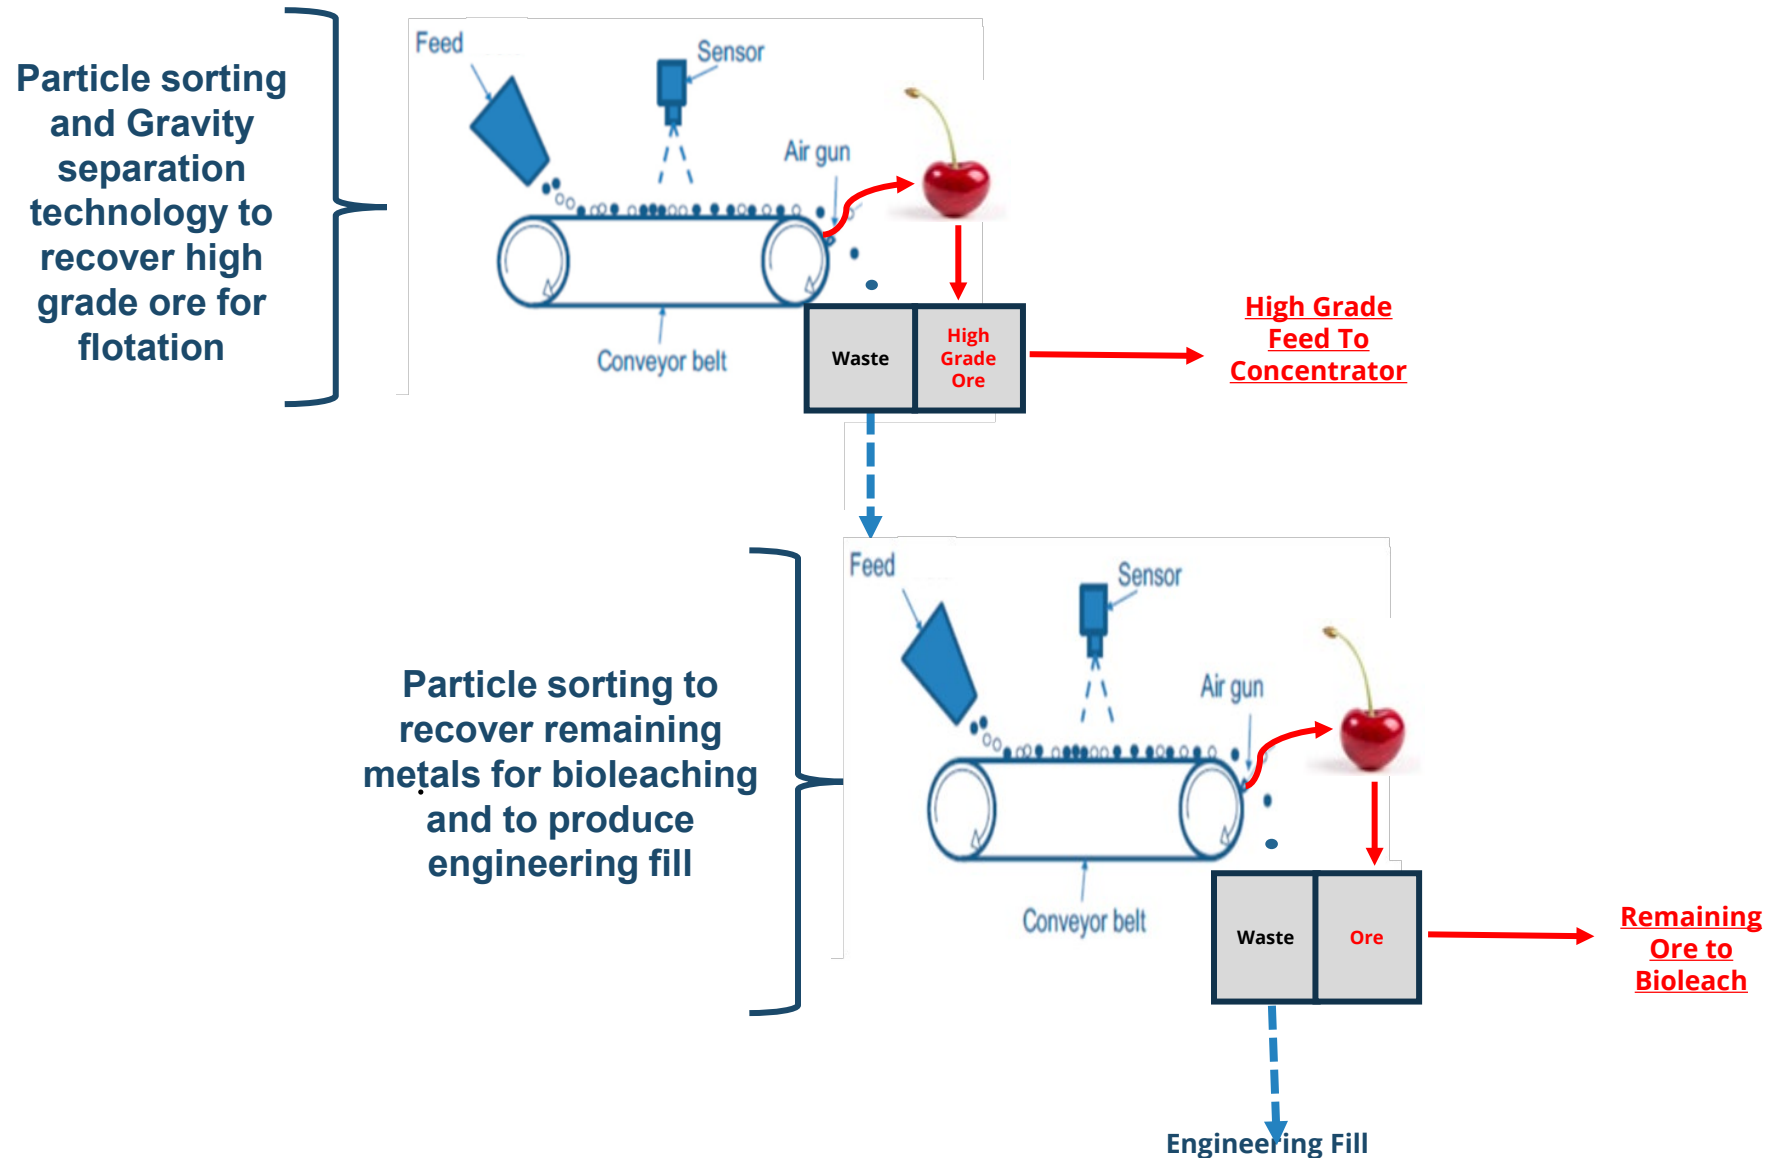 Particle sorting
and Gravity
separation
technology to
recover high
grade ore for
flotation
Feed
Sensor
Air gun
Conveyor belt
Waste
High
Grade
Ore
High Grade
Feed To
Concentrator
Particle sorting to
recover remaining
metals for bioleaching
and to produce
engineering fill
.
Feed
Sensor
Air gun
Conveyor belt
Waste
Ore
Remaining
Ore to
Bioleach
Engineering Fill